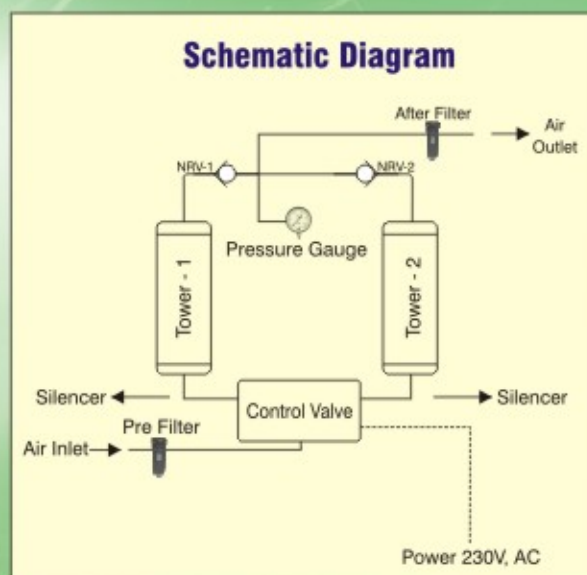 Schematic Diagram
After Filter
Air
Outlet
NRV-1
NRV-2
Pressure Gauge
Tower - 1
Tower - 2
Silencer
Control Valve
Silencer
Pre Filter
Air Inlet
Power 230V, AC